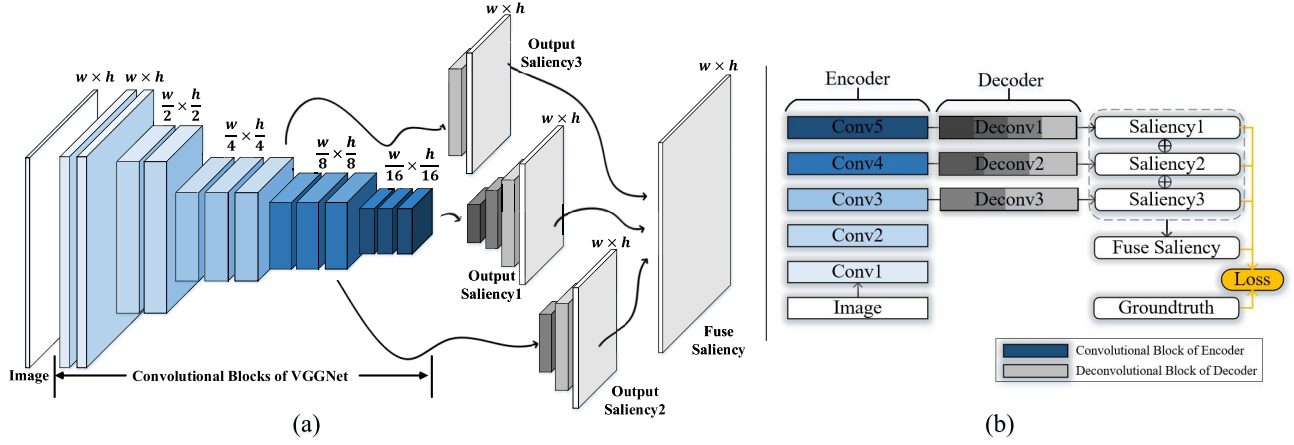 w × h
w × h
w/2 × h/2
w/4 × h/4
w/8 × h/8
w/16 × h/16
w × h
Output
Saliency3
w × h
Output
Saliency1
w × h
Output
Saliency2
w × h
Fuse
Saliency
Image
Convolutional Blocks of VGGNet
(a)
Encoder
Decoder
Conv5
Deconv1
Saliency1
⊕
Conv4
Deconv2
Saliency2
⊕
Conv3
Deconv3
Saliency3
Conv2
Fuse Saliency
Conv1
Loss
Image
Groundtruth
Convolutional Block of Encoder
Deconvolutional Block of Decoder
(b)